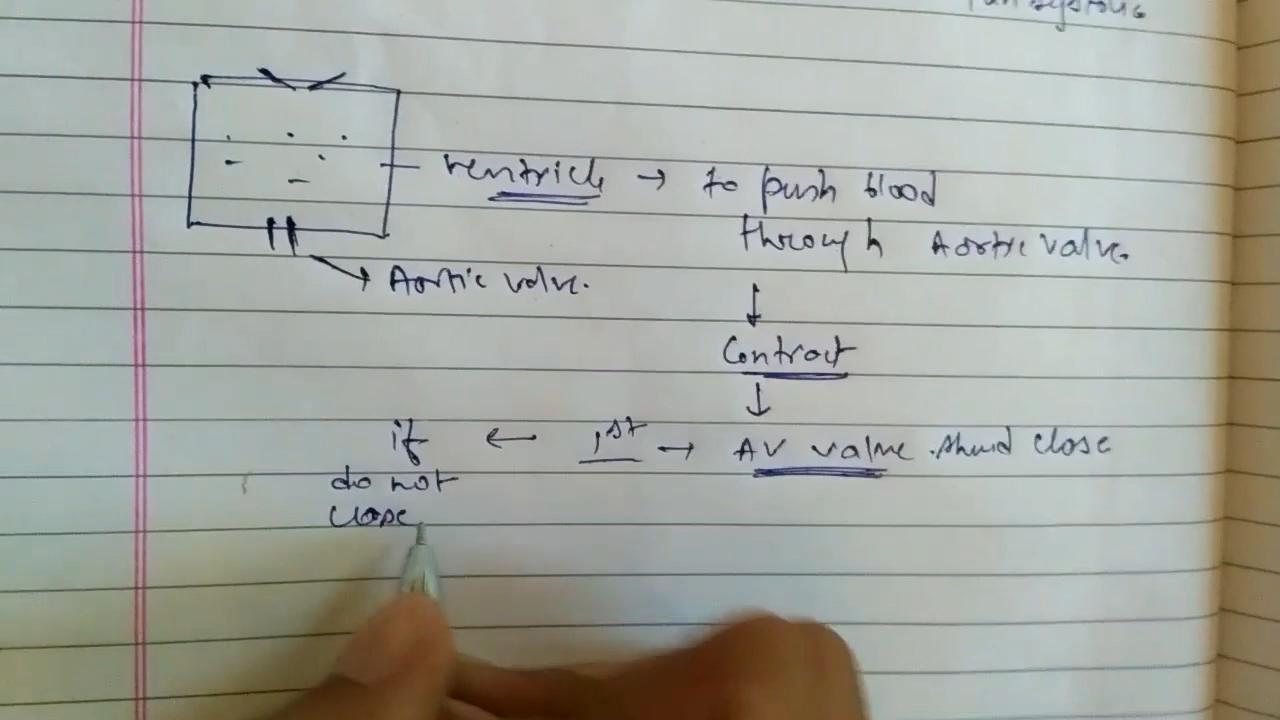 ventricle → to push blood
through Aortic valve.
→ Aortic valve.
↓
Contract
↓
if ← 1st → AV valve should close
do not
close